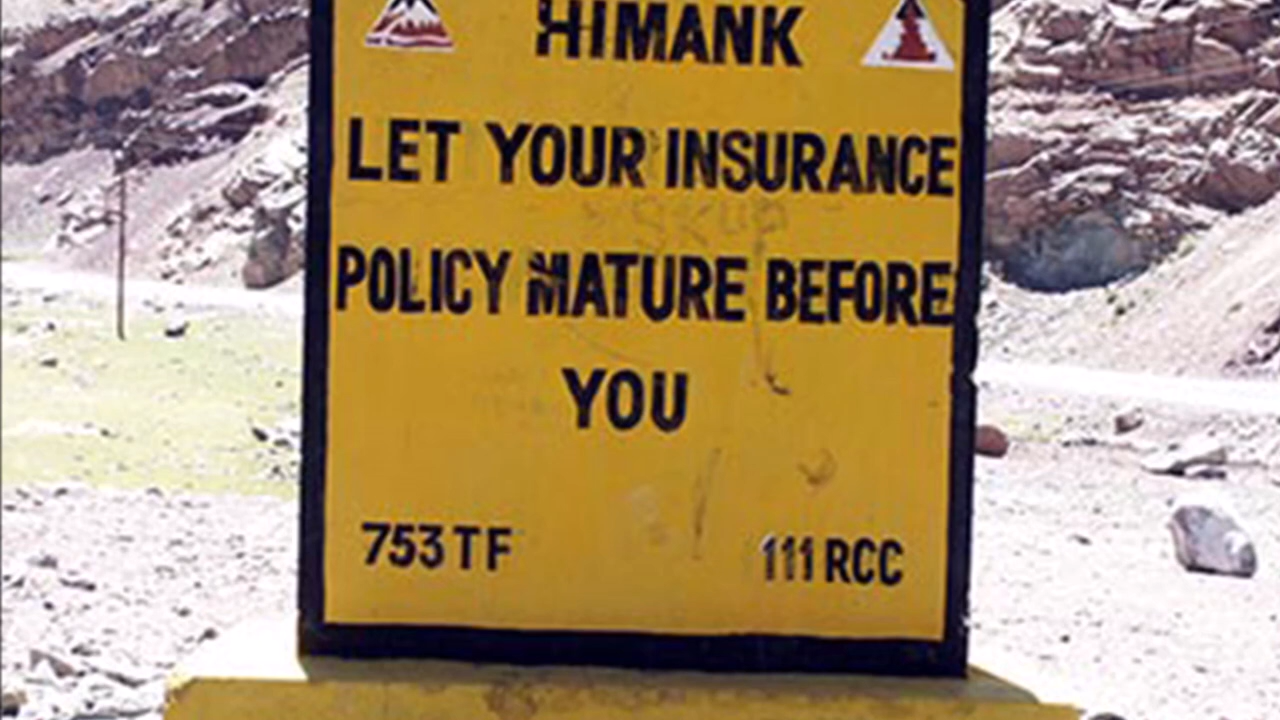 HIMANK
LET YOUR INSURANCE
POLICY MATURE BEFORE
YOU
753 TF 111 RCC